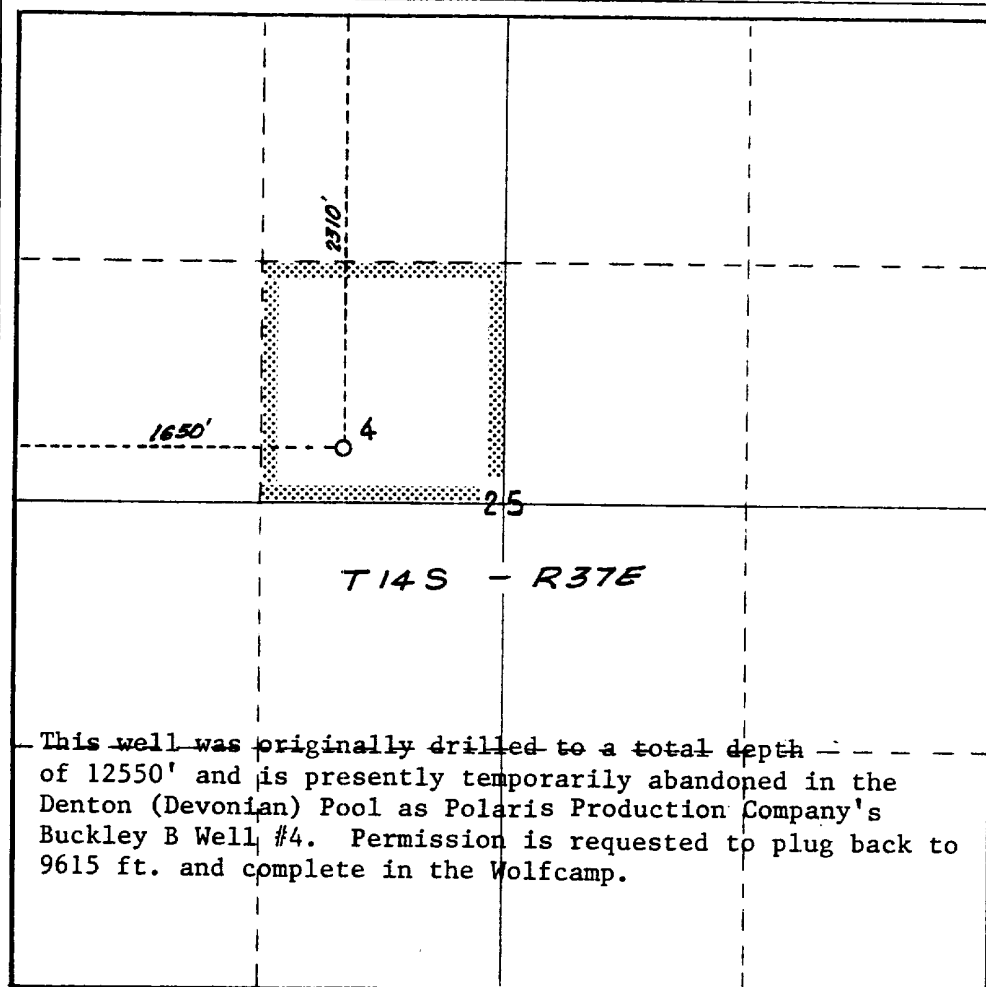 2310'
1650'
4
25
T14S - R37E
This well was originally drilled to a total depth
of 12550' and is presently temporarily abandoned in the
Denton (Devonian) Pool as Polaris Production Company's
Buckley B Well #4. Permission is requested to plug back to
9615 ft. and complete in the Wolfcamp.